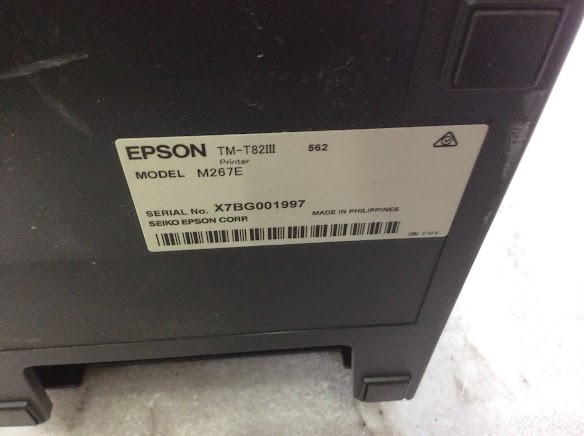 EPSON TM-T82III 562
Printer
MODEL M267E
SERIAL No. X7BG001997 MADE IN PHILIPPINES
SEIKO EPSON CORP.